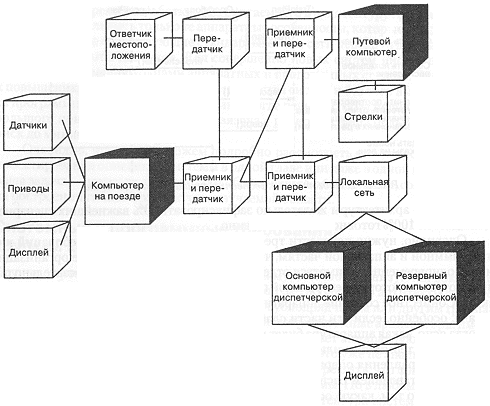 Ответчик
местопо-
ложения
Пере-
датчик
Приемник
и пере-
датчик
Путевой
компьютер
Стрелки
Датчики
Приводы
Дисплей
Компьютер
на поезде
Приемник
и пере-
датчик
Приемник
и пере-
датчик
Локальная
сеть
Основной
компьютер
диспетчерской
Резервный
компьютер
диспетчерской
Дисплей